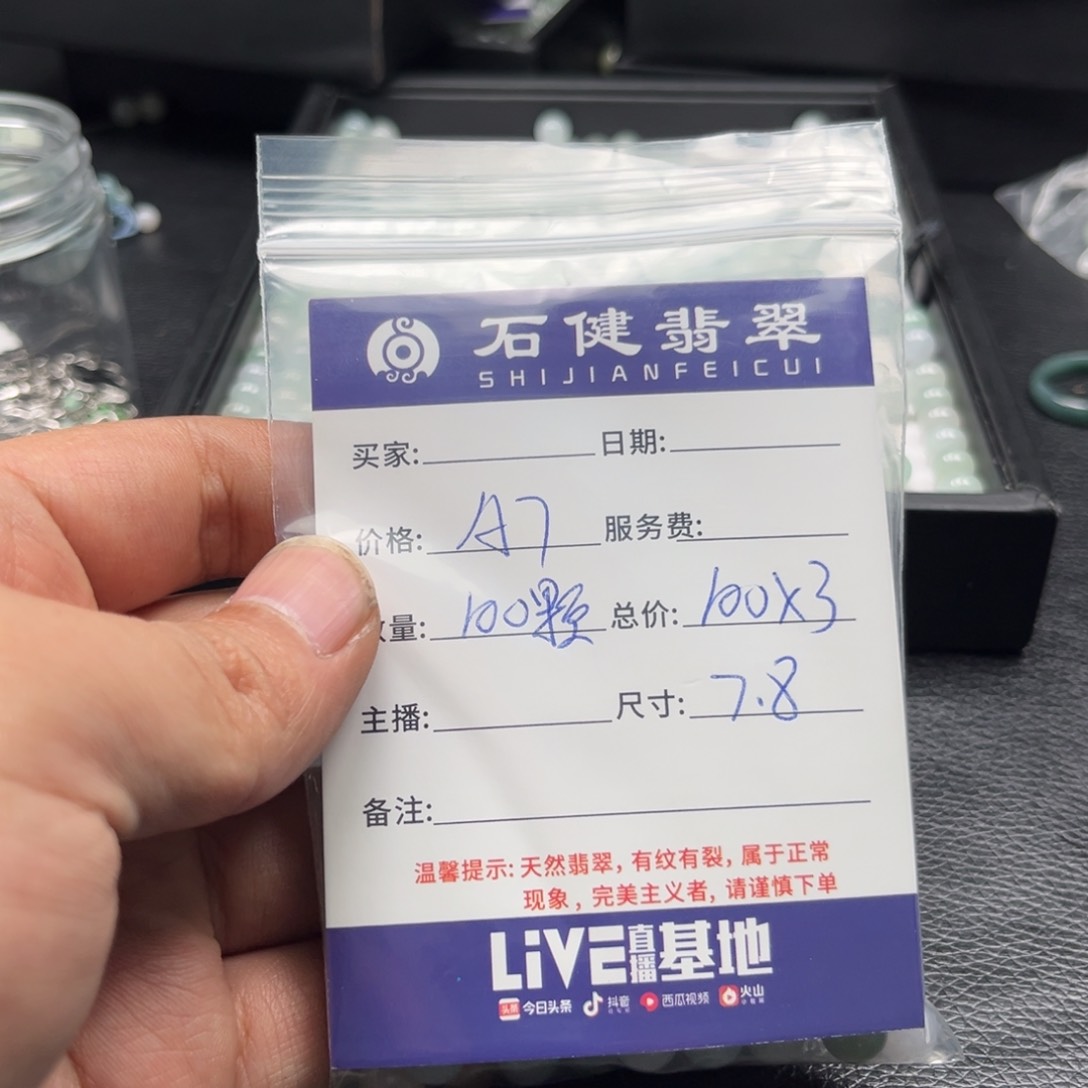 石健翡翠
SHIJIANFEICUI
买家: 日期:
价格: A7 服务费:
量: 100颗 总价: 100x3
主播: 尺寸: 7.8
备注:
温馨提示: 天然翡翠, 有纹有裂, 属于正常
现象, 完美主义者, 请谨慎下单
LiVE直播基地
头条 今日头条 抖音 西瓜视频 火山